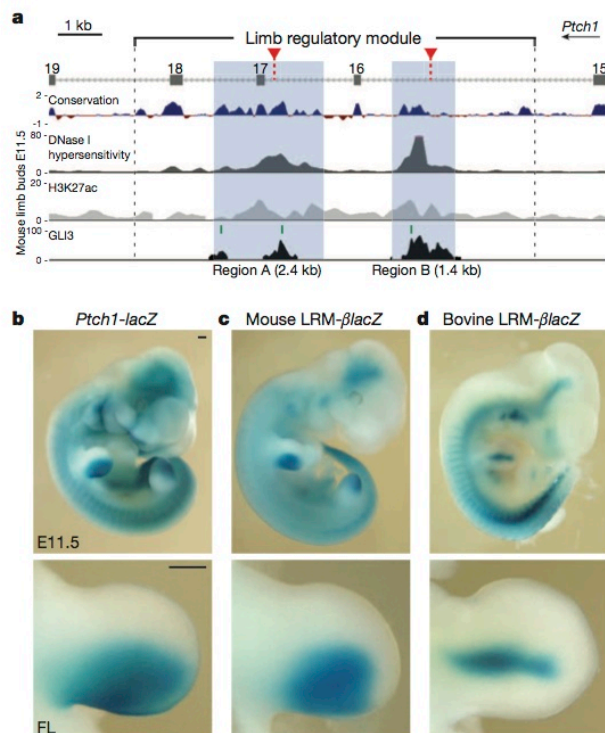 a
1 kb
Limb regulatory module
Ptch1
19 18 17 16 15
Mouse limb buds E11.5
2 -
Conservation
-1 -
80 -
DNase I
hypersensitivity
0 -
20 -
H3K27ac
0 -
100 -
GLI3
0 -
Region A (2.4 kb) Region B (1.4 kb)
b Ptch1-lacZ c Mouse LRM-βlacZ d Bovine LRM-βlacZ
E11.5
FL